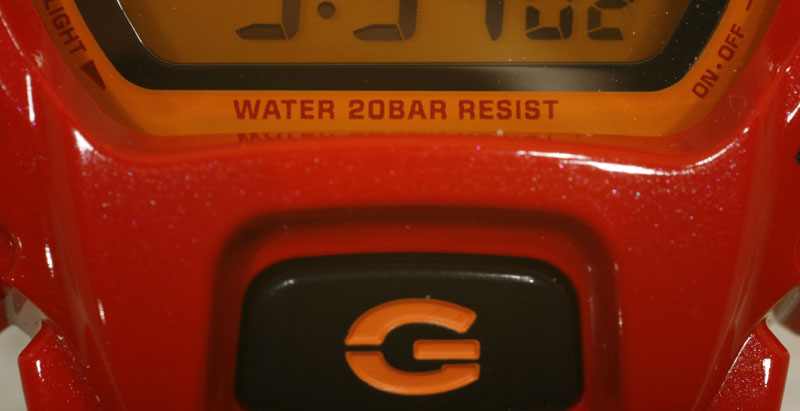 LIGHT
ON • OFF
WATER 20BAR RESIST
G